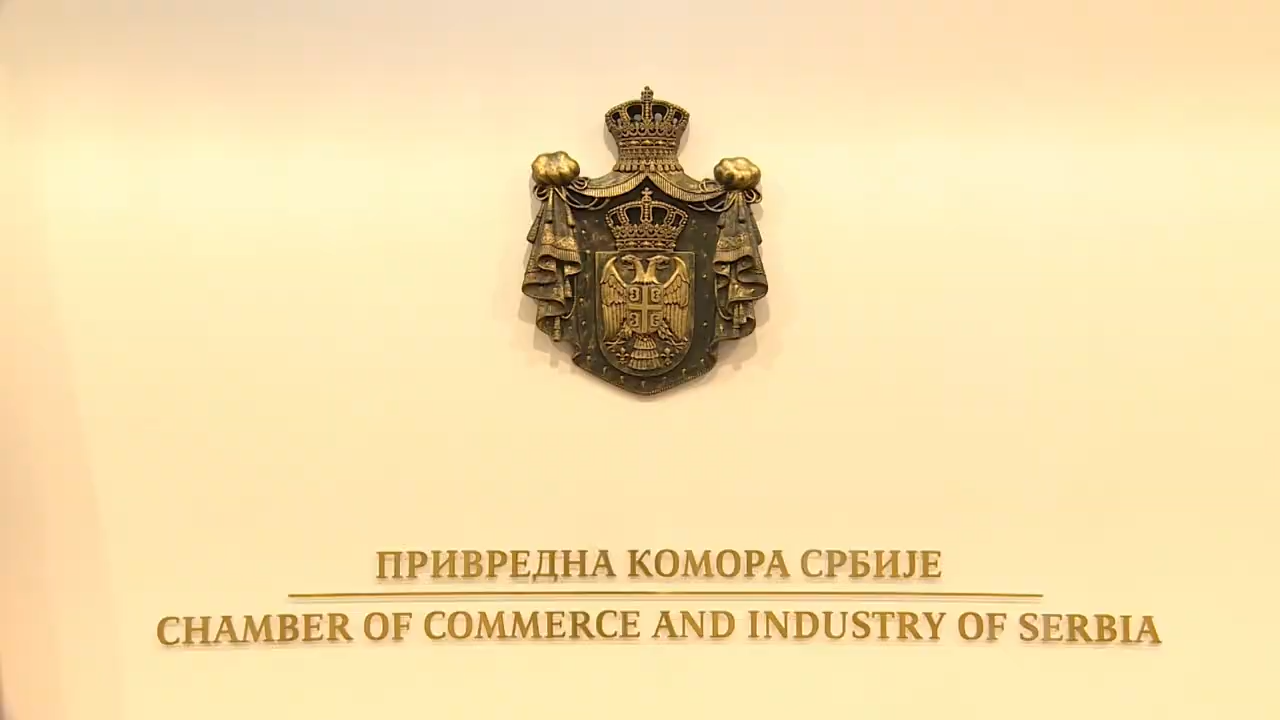 ПРИВРЕДНА КОМОРА СРБИЈЕ
CHAMBER OF COMMERCE AND INDUSTRY OF SERBIA